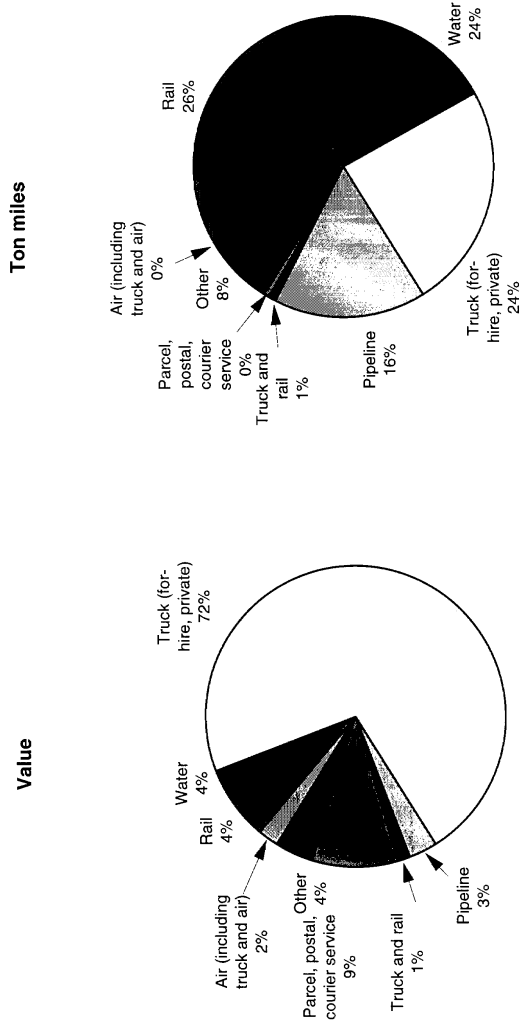 Value
Truck (for-
hire, private)
72%
Water
4%
Rail
4%
Air (including
truck and air)
2%
Other
4%
Parcel, postal,
courier service
9%
Truck and rail
1%
Pipeline
3%
Ton miles
Rail
26%
Water
24%
Air (including
truck and air)
0%
Other
8%
Parcel,
postal,
courier
service
0%
Truck and
rail
1%
Pipeline
16%
Truck (for-
hire, private)
24%